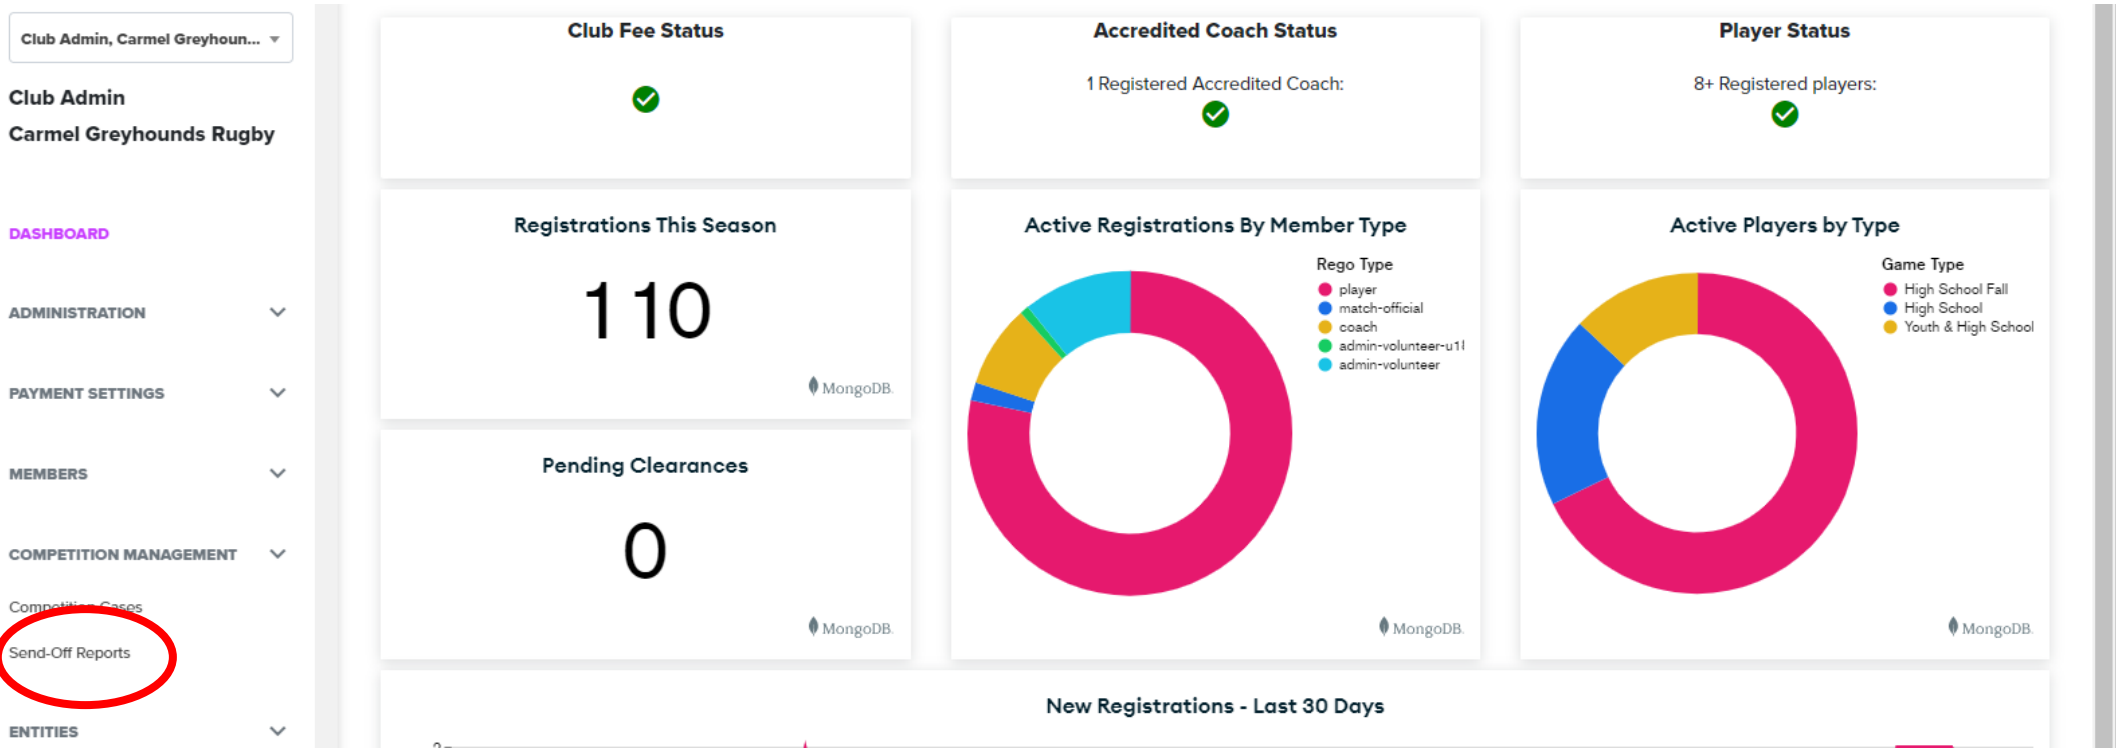 Club Admin, Carmel Greyhoun...
Club Admin
Carmel Greyhounds Rugby
DASHBOARD
ADMINISTRATION
PAYMENT SETTINGS
MEMBERS
COMPETITION MANAGEMENT
Competition Cases
Send-Off Reports
ENTITIES
Club Fee Status
Accredited Coach Status
1 Registered Accredited Coach:
Player Status
8+ Registered players:
Registrations This Season
110
MongoDB.
Pending Clearances
0
MongoDB.
Active Registrations By Member Type
Rego Type
player
match-official
coach
admin-volunteer-u1
admin-volunteer
MongoDB.
Active Players by Type
Game Type
High School Fall
High School
Youth & High School
MongoDB.
New Registrations - Last 30 Days